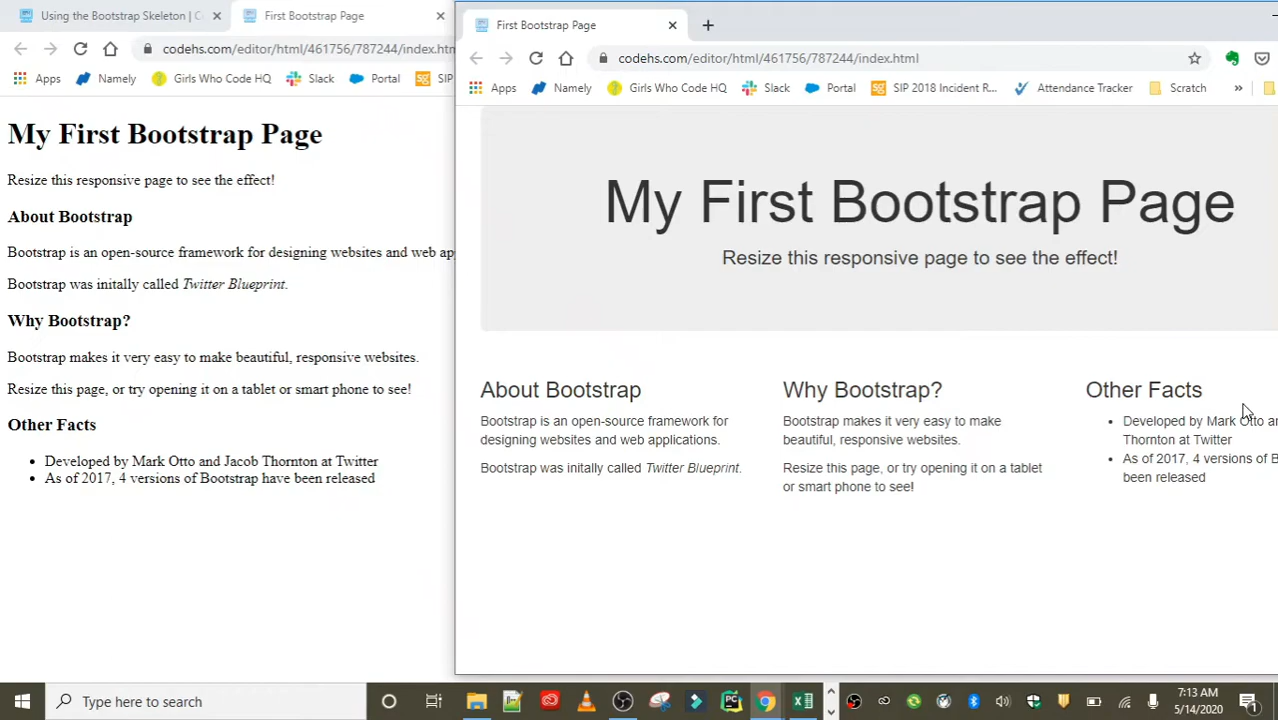 Using the Bootstrap Skeleton | C
First Bootstrap Page
codehs.com/editor/html/461756/787244/index.htm
Apps
Namely
Girls Who Code HQ
Slack
Portal
SIP
My First Bootstrap Page
Resize this responsive page to see the effect!
About Bootstrap
Bootstrap is an open-source framework for designing websites and web ap
Bootstrap was initally called Twitter Blueprint.
Why Bootstrap?
Bootstrap makes it very easy to make beautiful, responsive websites.
Resize this page, or try opening it on a tablet or smart phone to see!
Other Facts
• Developed by Mark Otto and Jacob Thornton at Twitter
• As of 2017, 4 versions of Bootstrap have been released
First Bootstrap Page
codehs.com/editor/html/461756/787244/index.html
Apps
Namely
Girls Who Code HQ
Slack
Portal
SIP 2018 Incident R...
Attendance Tracker
Scratch
»
My First Bootstrap Page
Resize this responsive page to see the effect!
About Bootstrap
Bootstrap is an open-source framework for
designing websites and web applications.
Bootstrap was initally called Twitter Blueprint.
Why Bootstrap?
Bootstrap makes it very easy to make
beautiful, responsive websites.
Resize this page, or try opening it on a tablet
or smart phone to see!
Other Facts
• Developed by Mark Otto an
Thornton at Twitter
• As of 2017, 4 versions of B
been released
Type here to search
7:13 AM
5/14/2020